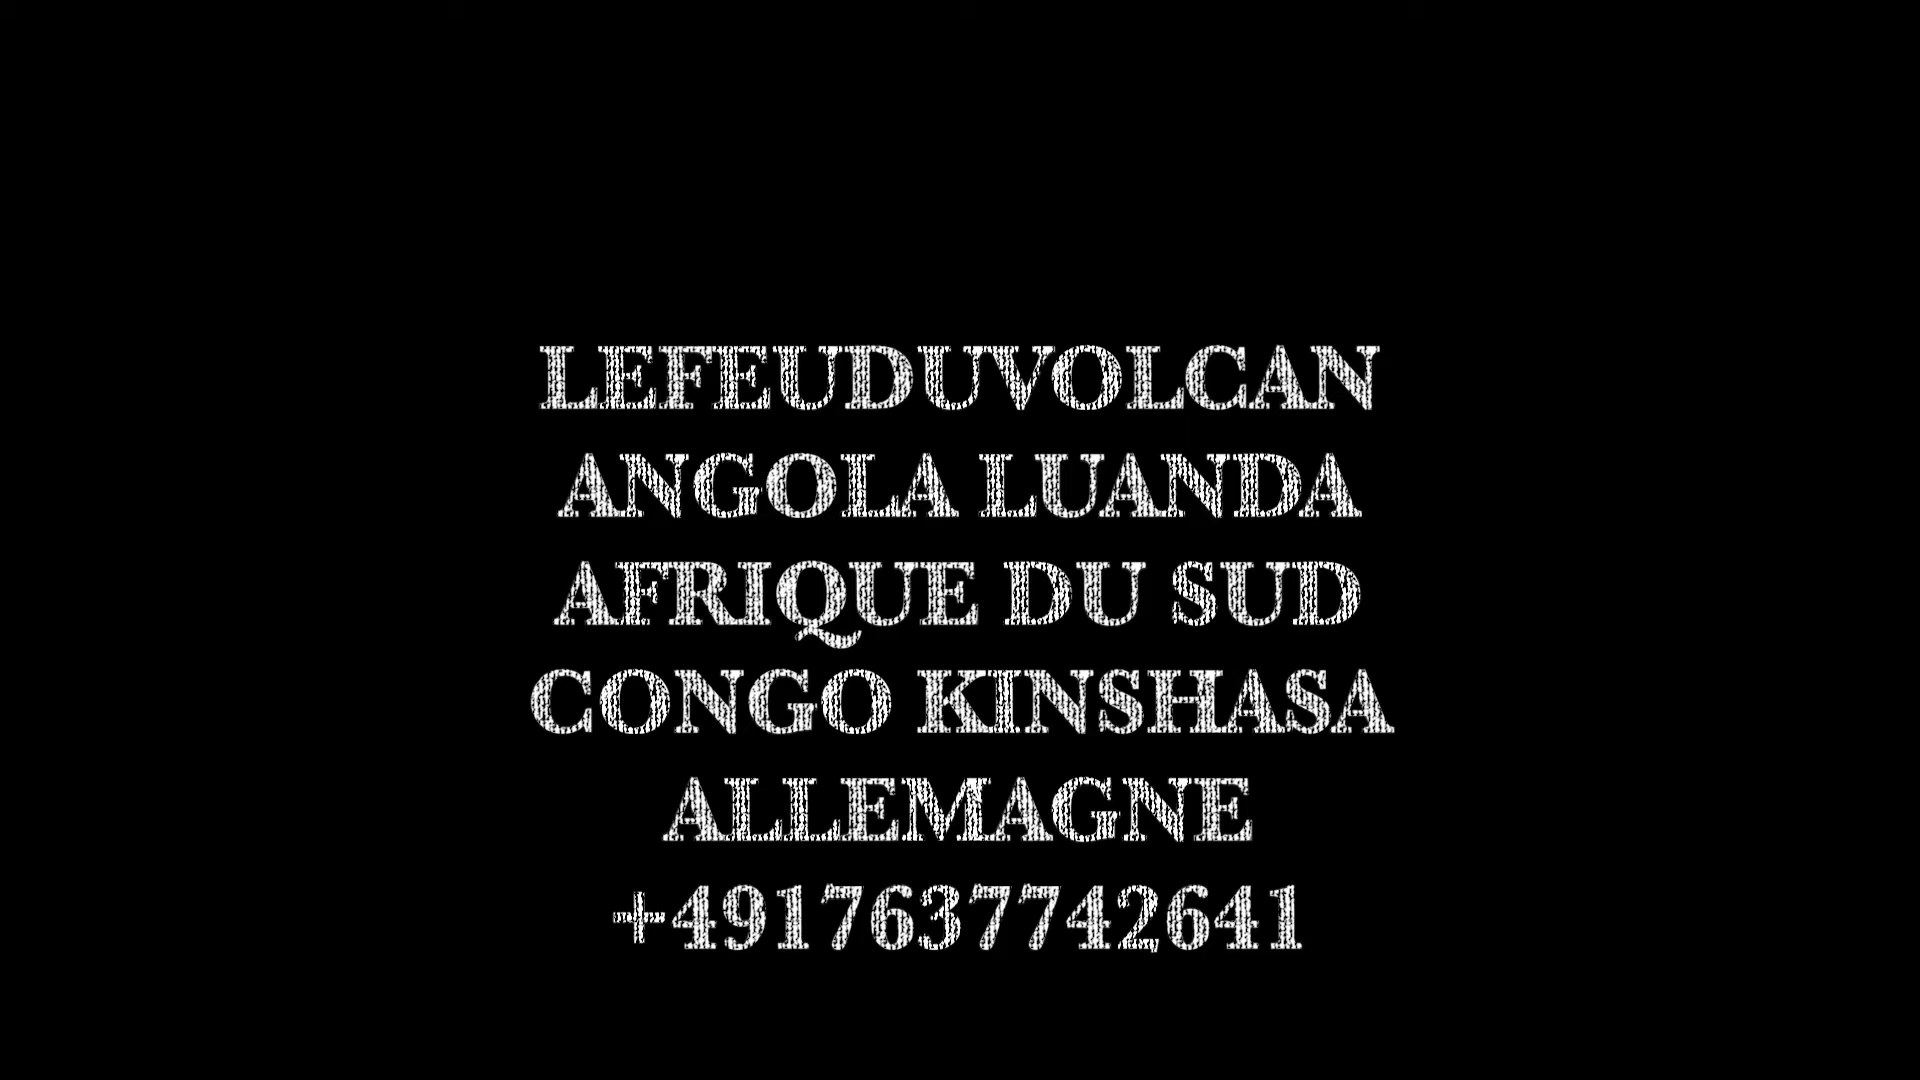 LEFEUDUVOLCAN
ANGOLA LUANDA
AFRIQUE DU SUD
CONGO KINSHASA
ALLEMAGNE
+4917637742641